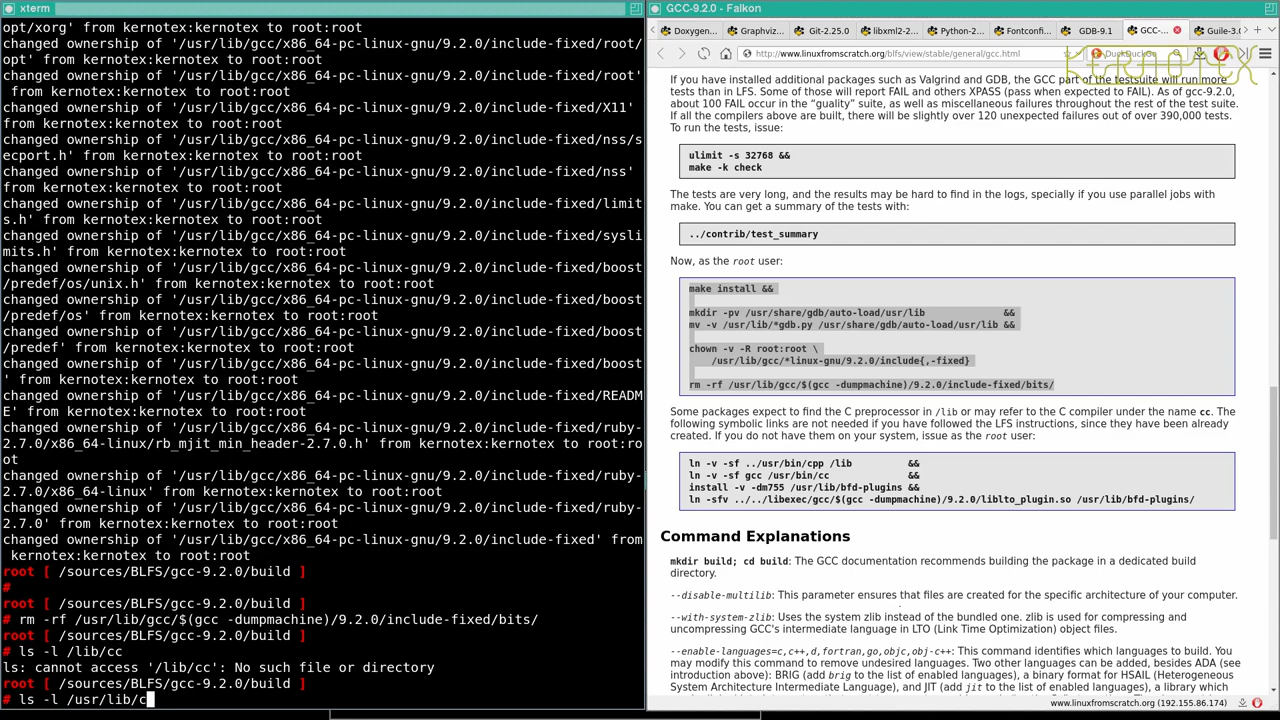 xterm
opt/xorg' from kernotex:kernotex to root:root
changed ownership of '/usr/lib/gcc/x86_64-pc-linux-gnu/9.2.0/include-fixed/root/
opt' from kernotex:kernotex to root:root
changed ownership of '/usr/lib/gcc/x86_64-pc-linux-gnu/9.2.0/include-fixed/root'
 from kernotex:kernotex to root:root
changed ownership of '/usr/lib/gcc/x86_64-pc-linux-gnu/9.2.0/include-fixed/X11'
from kernotex:kernotex to root:root
changed ownership of '/usr/lib/gcc/x86_64-pc-linux-gnu/9.2.0/include-fixed/nss/s
ecport.h' from kernotex:kernotex to root:root
changed ownership of '/usr/lib/gcc/x86_64-pc-linux-gnu/9.2.0/include-fixed/nss'
from kernotex:kernotex to root:root
changed ownership of '/usr/lib/gcc/x86_64-pc-linux-gnu/9.2.0/include-fixed/limit
s.h' from kernotex:kernotex to root:root
changed ownership of '/usr/lib/gcc/x86_64-pc-linux-gnu/9.2.0/include-fixed/sysli
mits.h' from kernotex:kernotex to root:root
changed ownership of '/usr/lib/gcc/x86_64-pc-linux-gnu/9.2.0/include-fixed/boost
/predef/os/unix.h' from kernotex:kernotex to root:root
changed ownership of '/usr/lib/gcc/x86_64-pc-linux-gnu/9.2.0/include-fixed/boost
/predef/os' from kernotex:kernotex to root:root
changed ownership of '/usr/lib/gcc/x86_64-pc-linux-gnu/9.2.0/include-fixed/boost
/predef' from kernotex:kernotex to root:root
changed ownership of '/usr/lib/gcc/x86_64-pc-linux-gnu/9.2.0/include-fixed/boost
' from kernotex:kernotex to root:root
changed ownership of '/usr/lib/gcc/x86_64-pc-linux-gnu/9.2.0/include-fixed/READM
E' from kernotex:kernotex to root:root
changed ownership of '/usr/lib/gcc/x86_64-pc-linux-gnu/9.2.0/include-fixed/ruby-
2.7.0/x86_64-linux/rb_mjit_min_header-2.7.0.h' from kernotex:kernotex to root:ro
ot
changed ownership of '/usr/lib/gcc/x86_64-pc-linux-gnu/9.2.0/include-fixed/ruby-
2.7.0/x86_64-linux' from kernotex:kernotex to root:root
changed ownership of '/usr/lib/gcc/x86_64-pc-linux-gnu/9.2.0/include-fixed/ruby-
2.7.0' from kernotex:kernotex to root:root
changed ownership of '/usr/lib/gcc/x86_64-pc-linux-gnu/9.2.0/include-fixed' from
 kernotex:kernotex to root:root
root [ /sources/BLFS/gcc-9.2.0/build ]
#
root [ /sources/BLFS/gcc-9.2.0/build ]
# rm -rf /usr/lib/gcc/$(gcc -dumpmachine)/9.2.0/include-fixed/bits/
root [ /sources/BLFS/gcc-9.2.0/build ]
# ls -l /lib/cc
ls: cannot access '/lib/cc': No such file or directory
root [ /sources/BLFS/gcc-9.2.0/build ]
# ls -l /usr/lib/c
GCC-9.2.0 - Falkon
Doxygen... Graphviz... Git-2.25.0 libxml2-2... Python-2... Fontconfi... GDB-9.1 GCC-... Guile-3.0
http://www.linuxfromscratch.org/blfs/view/stable/general/gcc.html DuckDuckGo
KERNOTEX
If you have installed additional packages such as Valgrind and GDB, the GCC part of the testsuite will run more
tests than in LFS. Some of those will report FAIL and others XPASS (pass when expected to FAIL). As of gcc-9.2.0,
about 100 FAIL occur in the “guality” suite, as well as miscellaneous failures throughout the rest of the test suite.
If all the compilers above are built, there will be slightly over 120 unexpected failures out of over 390,000 tests.
To run the tests, issue:
ulimit -s 32768 &&
make -k check
The tests are very long, and the results may be hard to find in the logs, specially if you use parallel jobs with
make. You can get a summary of the tests with:
../contrib/test_summary
Now, as the root user:
make install &&
mkdir -pv /usr/share/gdb/auto-load/usr/lib &&
mv -v /usr/lib/*gdb.py /usr/share/gdb/auto-load/usr/lib &&
chown -v -R root:root \
/usr/lib/gcc/*linux-gnu/9.2.0/include{,-fixed}
rm -rf /usr/lib/gcc/$(gcc -dumpmachine)/9.2.0/include-fixed/bits/
Some packages expect to find the C preprocessor in /lib or may refer to the C compiler under the name cc. The
following symbolic links are not needed if you have followed the LFS instructions, since they have been already
created. If you do not have them on your system, issue as the root user:
ln -v -sf ../usr/bin/cpp /lib &&
ln -v -sf gcc /usr/bin/cc &&
install -v -dm755 /usr/lib/bfd-plugins &&
ln -sfv ../../libexec/gcc/$(gcc -dumpmachine)/9.2.0/liblto_plugin.so /usr/lib/bfd-plugins/
Command Explanations
mkdir build; cd build: The GCC documentation recommends building the package in a dedicated build
directory.
--disable-multilib: This parameter ensures that files are created for the specific architecture of your computer.
--with-system-zlib: Uses the system zlib instead of the bundled one. zlib is used for compressing and
uncompressing GCC's intermediate language in LTO (Link Time Optimization) object files.
--enable-languages=c,c++,d,fortran,go,objc,obj-c++: This command identifies which languages to build. You
may modify this command to remove undesired languages. Two other languages can be added, besides ADA (see
introduction above): BRIG (add brig to the list of enabled languages), a binary format for HSAIL (Heterogeneous
System Architecture Intermediate Language), and JIT (add jit to the list of enabled languages), a library which
www.linuxfromscratch.org (192.155.86.174)